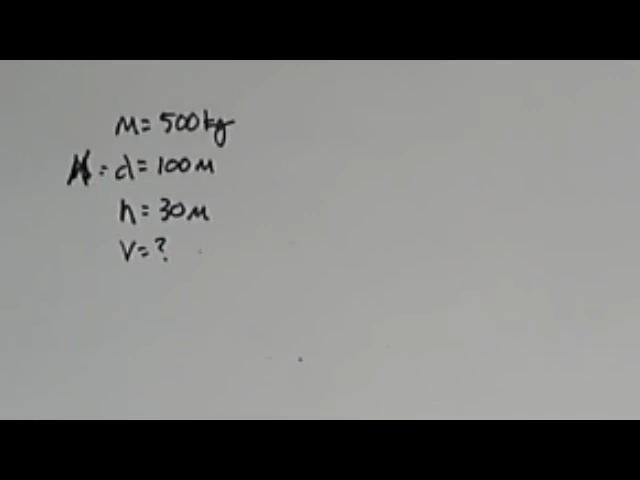 m = 500kg
d = 100m
h = 30m
v = ?